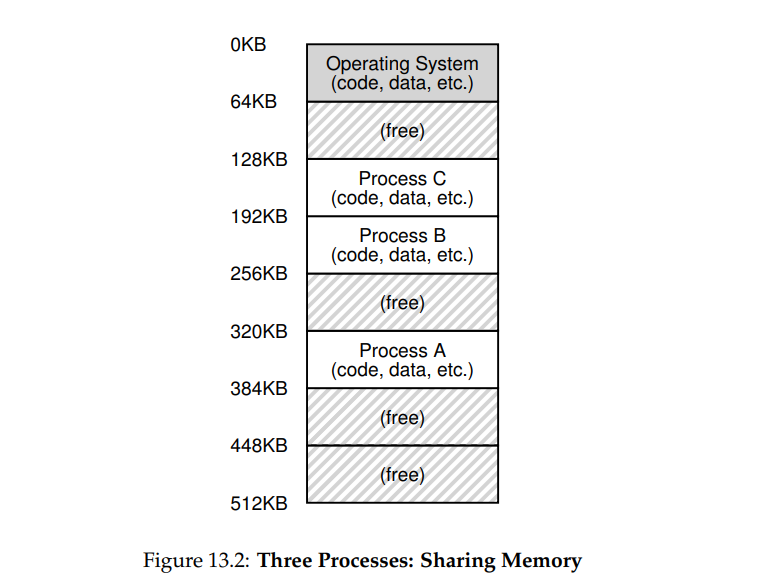 0KB
Operating System
(code, data, etc.)
64KB
(free)
128KB
Process C
(code, data, etc.)
192KB
Process B
(code, data, etc.)
256KB
(free)
320KB
Process A
(code, data, etc.)
384KB
(free)
448KB
(free)
512KB
Figure 13.2: Three Processes: Sharing Memory